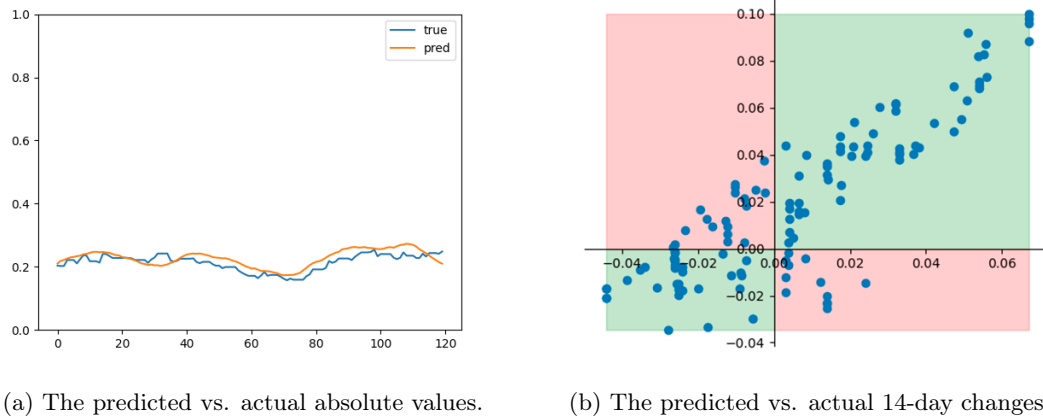 1.0
0.8
0.6
0.4
0.2
0.0
0 20 40 60 80 100 120
true
pred
0.10
0.08
0.06
0.04
0.02
0.00
−0.02
−0.04
−0.04 −0.02 0.00 0.02 0.04 0.06
(a) The predicted vs. actual absolute values.
(b) The predicted vs. actual 14-day changes